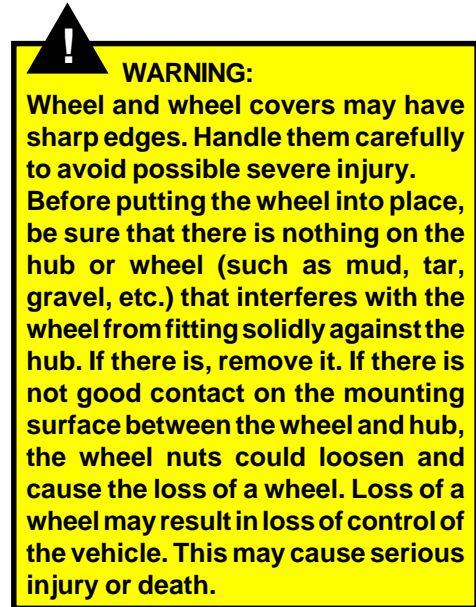 !
WARNING:
Wheel and wheel covers may have
sharp edges. Handle them carefully
to avoid possible severe injury.
Before putting the wheel into place,
be sure that there is nothing on the
hub or wheel (such as mud, tar,
gravel, etc.) that interferes with the
wheel from fitting solidly against the
hub. If there is, remove it. If there is
not good contact on the mounting
surface between the wheel and hub,
the wheel nuts could loosen and
cause the loss of a wheel. Loss of a
wheel may result in loss of control of
the vehicle. This may cause serious
injury or death.